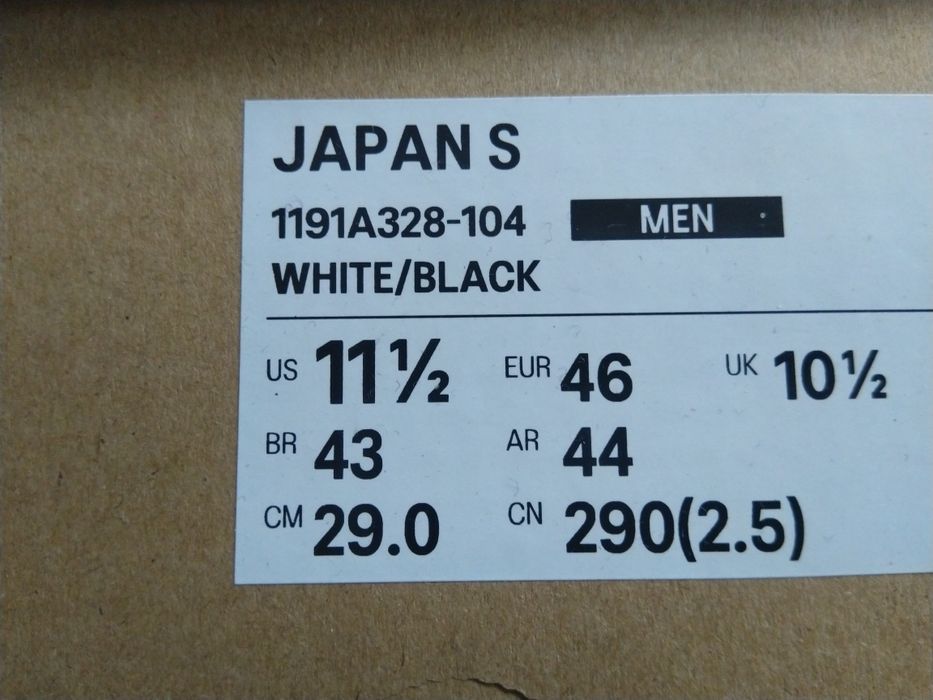 JAPAN S
1191A328-104 MEN
WHITE/BLACK
US 11½ EUR 46 UK 10½
BR 43 AR 44
CM 29.0 CN 290(2.5)